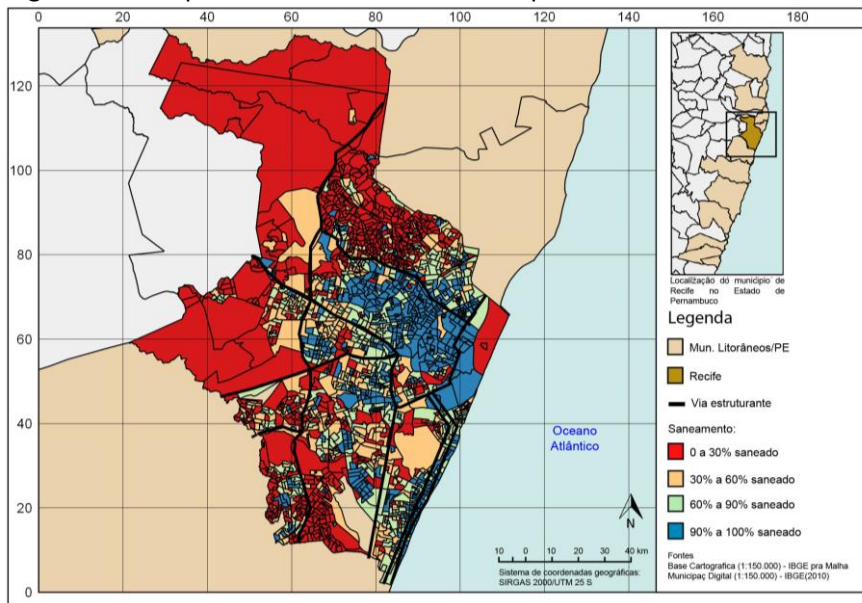 0 20 40 60 80 100 120 140 160 180
120
100
80
60
40
20
0
Oceano
Atlântico
N
10 0 10 20 30 40 km
Sistema de coordenadas geográficas:
SIRGAS 2000/UTM 25 S
Localização do município de
Recife no Estado de
Pernambuco
Legenda
Mun. Litorâneos/PE
Recife
Via estruturante
Saneamento:
0 a 30% saneado
30% a 60% saneado
60% a 90% saneado
90% a 100% saneado
Fontes
Base Cartografica (1:150.000) - IBGE pra Malha
Municipaç Digital (1:150.000) - IBGE(2010)